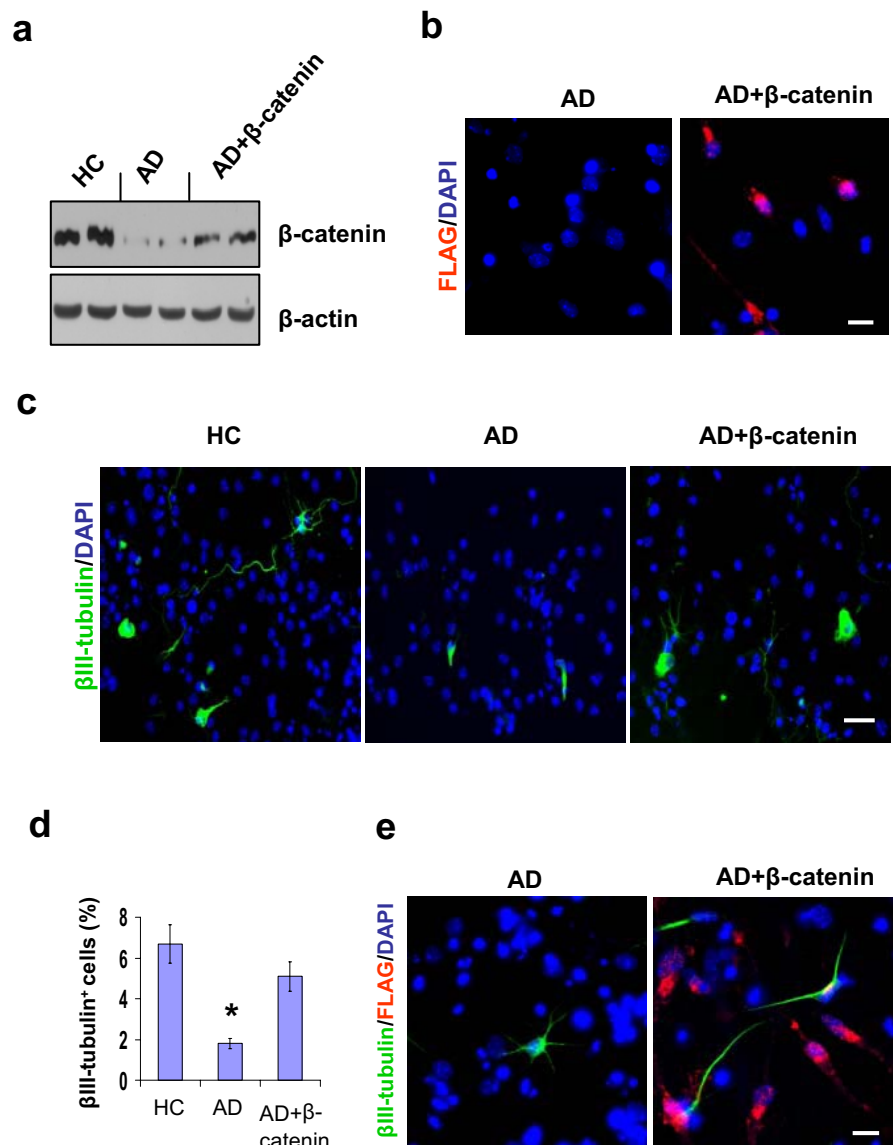 a
HC
AD
AD+β-catenin
β-catenin
β-actin
b
AD
AD+β-catenin
FLAG/DAPI
c
HC
AD
AD+β-catenin
βIII-tubulin/DAPI
d
βIII-tubulin⁺ cells (%)
8
6
4
2
0
*
HC
AD
AD+β-
catenin
e
AD
AD+β-catenin
βIII-tubulin/FLAG/DAPI